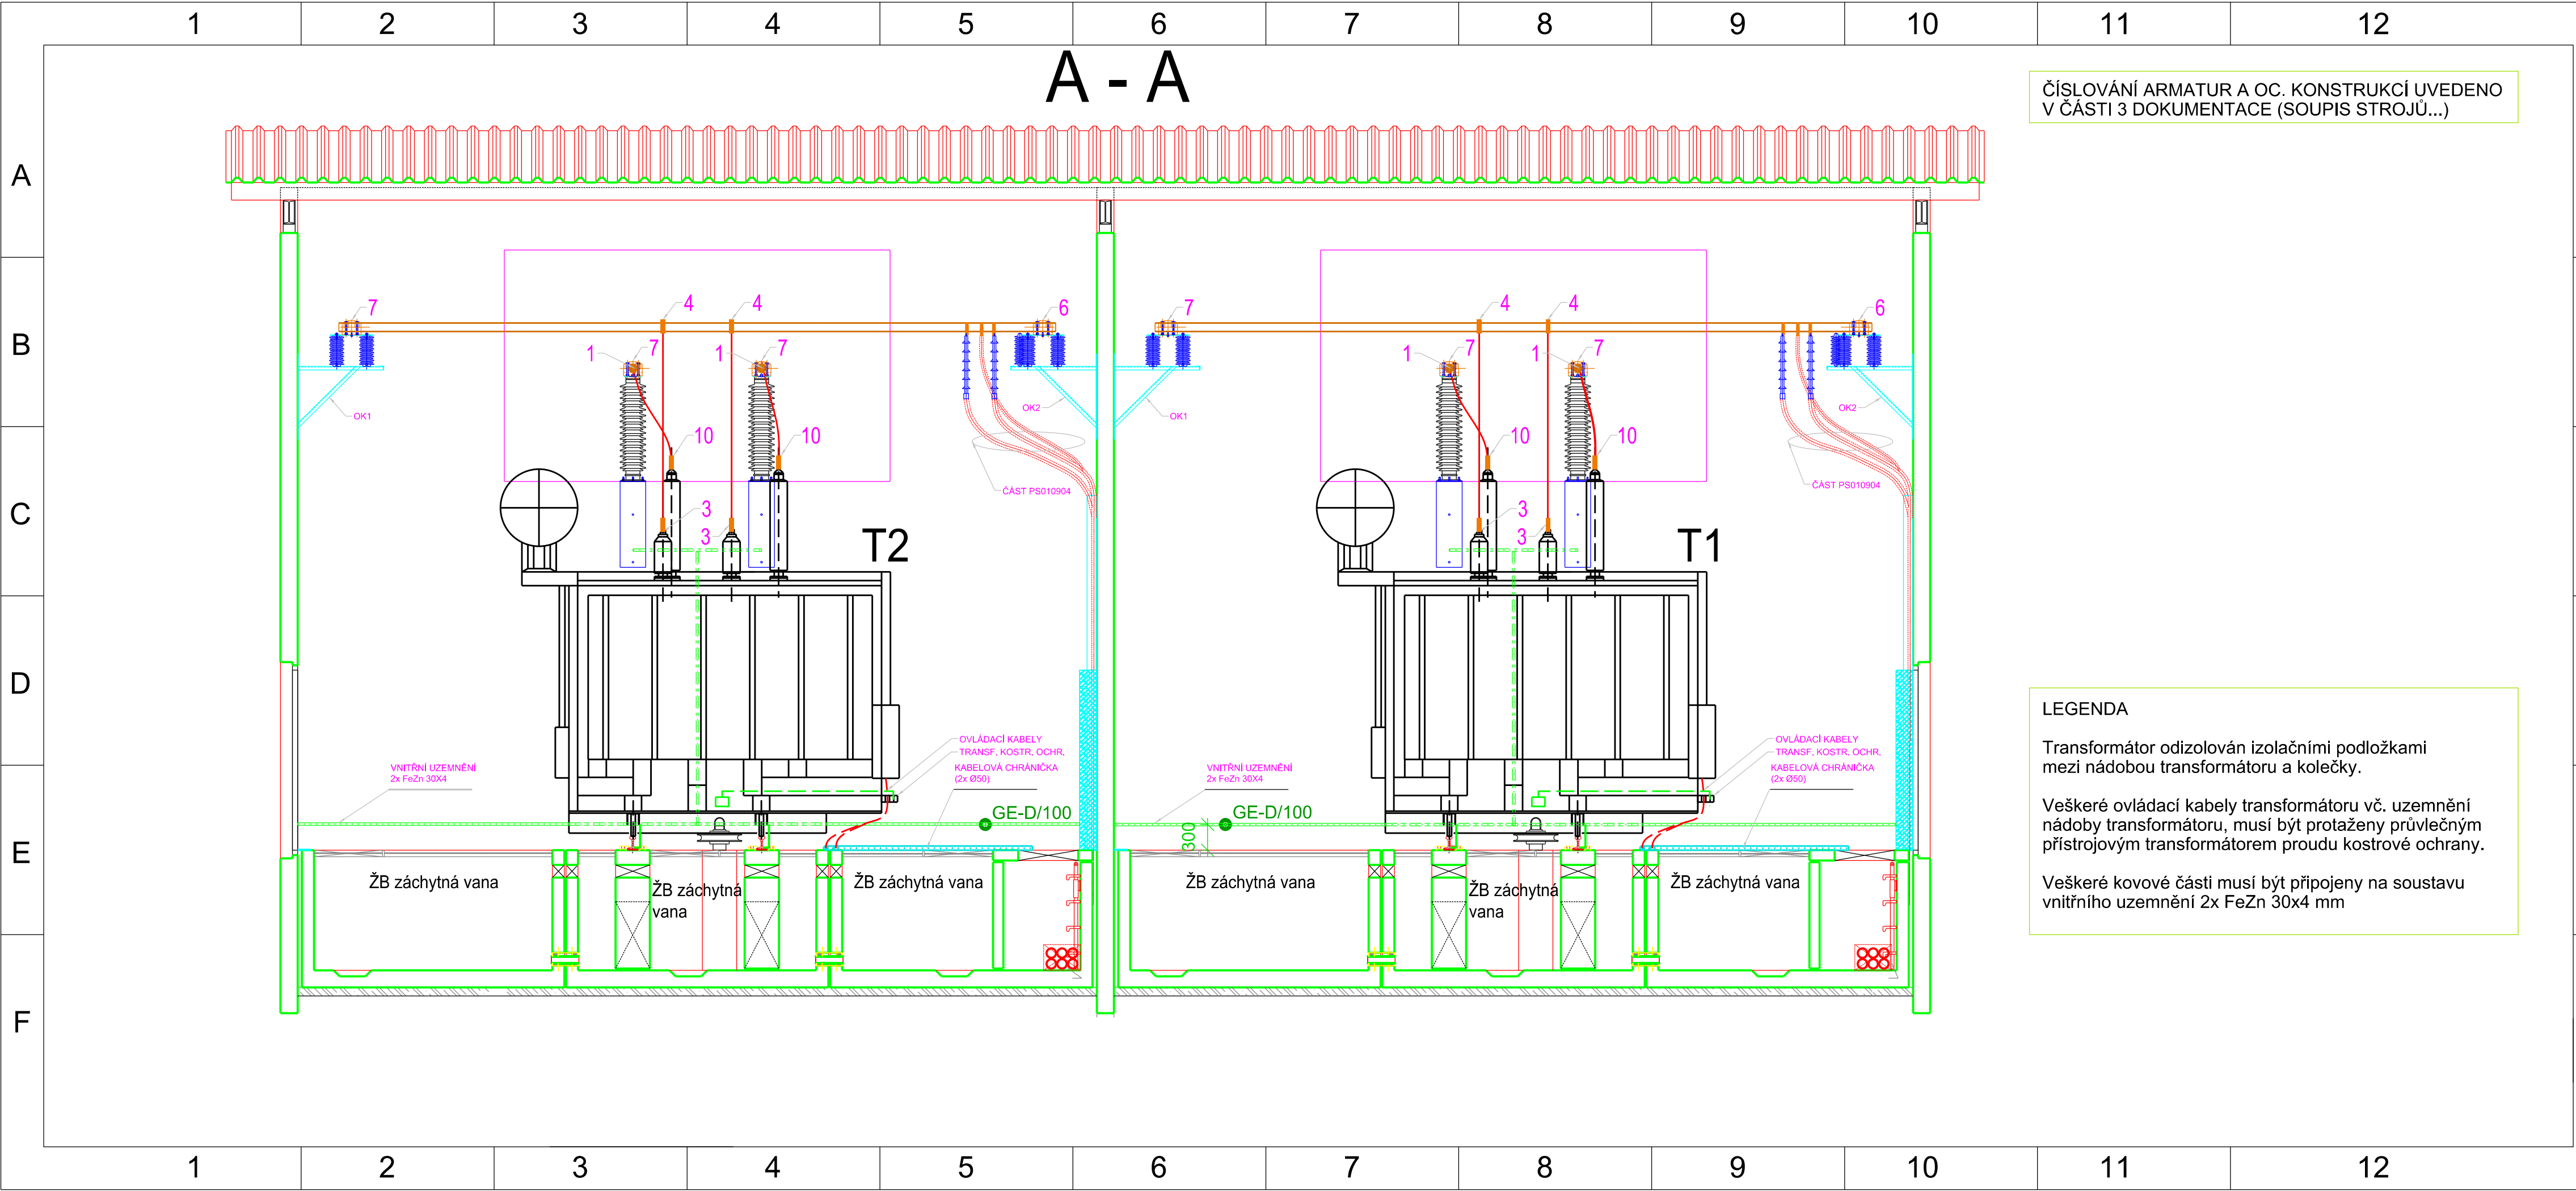 1 2 3 4 5 6 7 8 9 10 11 12
A - A
ČÍSLOVÁNÍ ARMATUR A OC. KONSTRUKCÍ UVEDENO
V ČÁSTI 3 DOKUMENTACE (SOUPIS STROJŮ...)
A
B
C
D
E
F
7
4
4
6
7
4
4
6
1
7
1
7
1
7
1
7
OK1
OK2
OK1
OK2
10
10
10
10
ČÁST PS010904
ČÁST PS010904
3
3
3
3
T2
T1
LEGENDA
Transformátor odizolován izolačními podložkami
mezi nádobou transformátoru a kolečky.
Veškeré ovládací kabely transformátoru vč. uzemnění
nádoby transformátoru, musí být protaženy průvlečným
přístrojovým transformátorem proudu kostrové ochrany.
Veškeré kovové části musí být připojeny na soustavu
vnitřního uzemnění 2x FeZn 30x4 mm
VNITŘNÍ UZEMNĚNÍ
2x FeZn 30X4
OVLÁDACÍ KABELY
TRANSF. KOSTR. OCHR.
KABELOVÁ CHRÁNIČKA
(2x Ø50)
GE-D/100
VNITŘNÍ UZEMNĚNÍ
2x FeZn 30X4
OVLÁDACÍ KABELY
TRANSF. KOSTR. OCHR.
KABELOVÁ CHRÁNIČKA
(2x Ø50)
GE-D/100
300
ŽB záchytná vana
ŽB záchytná
vana
ŽB záchytná vana
ŽB záchytná vana
ŽB záchytná
vana
ŽB záchytná vana
1 2 3 4 5 6 7 8 9 10 11 12